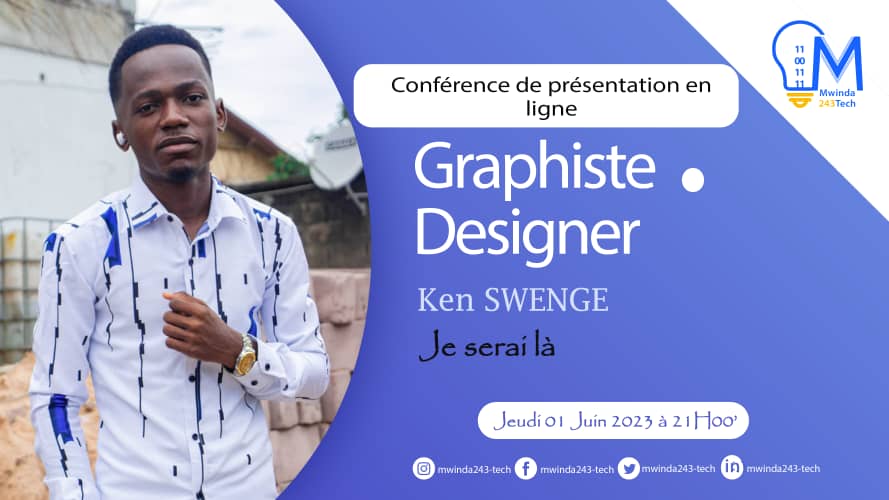 11
00
11
11
M
Mwinda
243Tech
Conférence de présentation en
ligne
Graphiste .
Designer
Ken SWENGE
Je serai là
Jeudi 01 Juin 2023 à 21H00'
mwinda243-tech f mwinda243-tech mwinda243-tech in mwinda243-tech